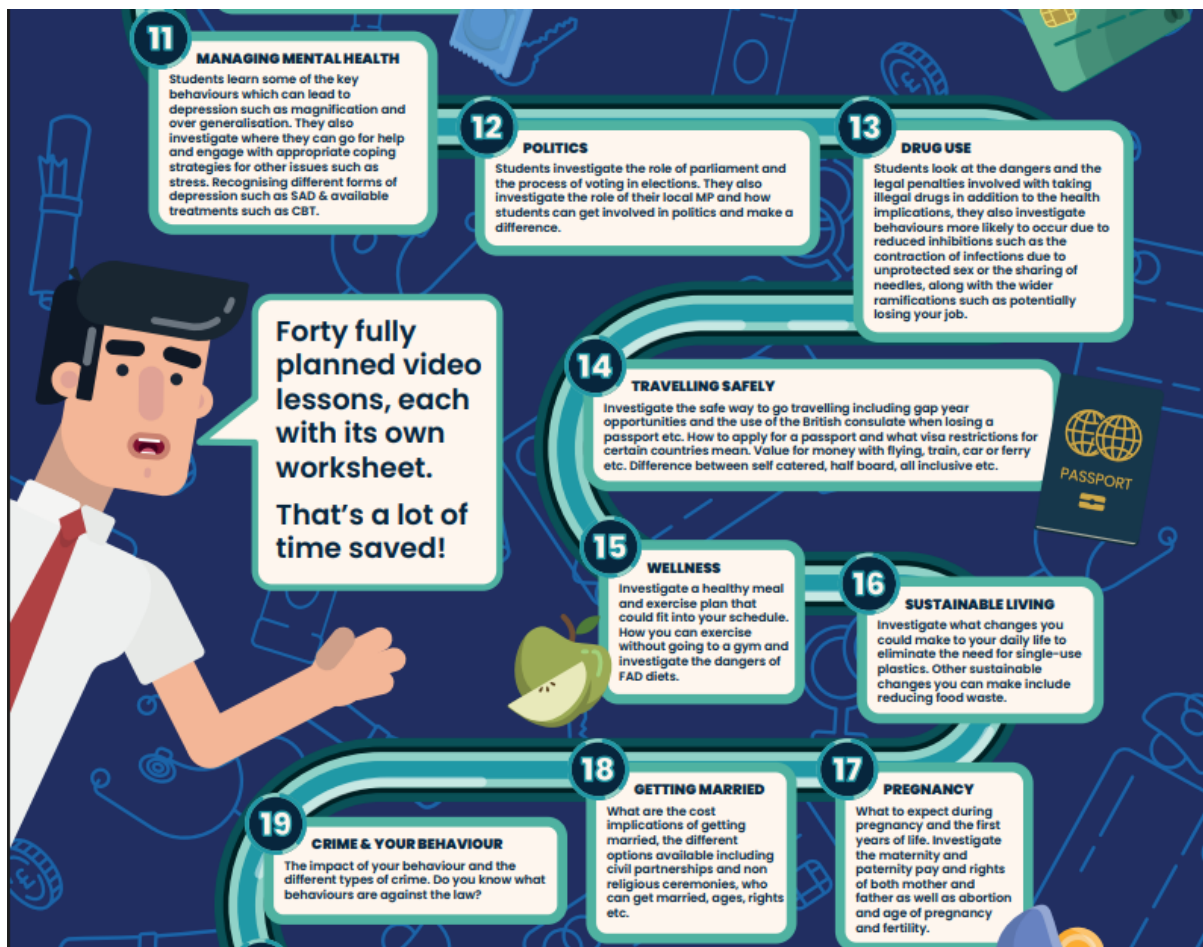 11
MANAGING MENTAL HEALTH
Students learn some of the key
behaviours which can lead to
depression such as magnification and
over generalisation. They also
investigate where they can go for help
and engage with appropriate coping
strategies for other issues such as
stress. Recognising different forms of
depression such as SAD & available
treatments such as CBT.
12
POLITICS
Students investigate the role of parliament and
the process of voting in elections. They also
investigate the role of their local MP and how
students can get involved in politics and make a
difference.
13
DRUG USE
Students look at the dangers and the
legal penalties involved with taking
illegal drugs in addition to the health
implications, they also investigate
behaviours more likely to occur due to
reduced inhibitions such as the
contraction of infections due to
unprotected sex or the sharing of
needles, along with the wider
ramifications such as potentially
losing your job.
Forty fully
planned video
lessons, each
with its own
worksheet.
That's a lot of
time saved!
14
TRAVELLING SAFELY
Investigate the safe way to go travelling including gap year
opportunities and the use of the British consulate when losing a
passport etc. How to apply for a passport and what visa restrictions for
certain countries mean. Value for money with flying, train, car or ferry
etc. Difference between self catered, half board, all inclusive etc.
PASSPORT
15
WELLNESS
Investigate a healthy meal
and exercise plan that
could fit into your schedule.
How you can exercise
without going to a gym and
investigate the dangers of
FAD diets.
16
SUSTAINABLE LIVING
Investigate what changes you
could make to your daily life to
eliminate the need for single-use
plastics. Other sustainable
changes you can make include
reducing food waste.
17
PREGNANCY
What to expect during
pregnancy and the first
years of life. Investigate
the maternity and
paternity pay and rights
of both mother and
father as well as abortion
and age of pregnancy
and fertility.
18
GETTING MARRIED
What are the cost
implications of getting
married, the different
options available including
civil partnerships and non
religious ceremonies, who
can get married, ages, rights
etc.
19
CRIME & YOUR BEHAVIOUR
The impact of your behaviour and the
different types of crime. Do you know what
behaviours are against the law?